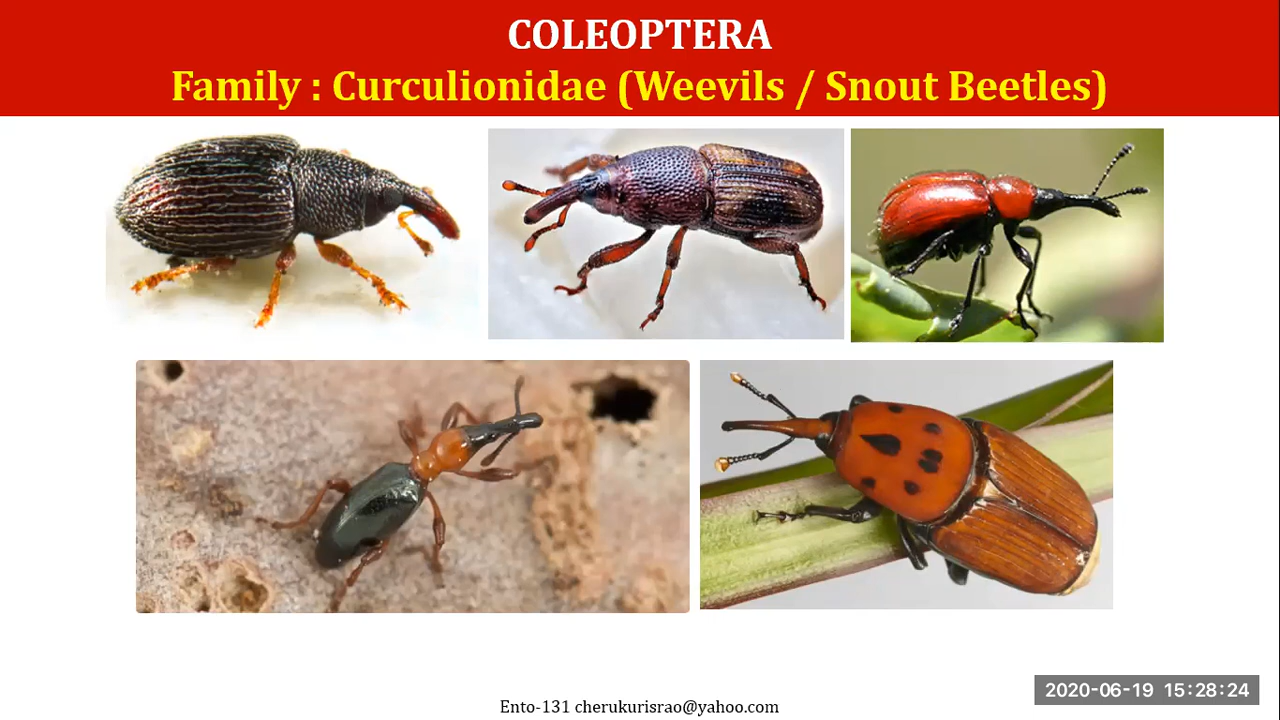 COLEOPTERA
Family : Curculionidae (Weevils / Snout Beetles)
Ento-131 cherukurisrao@yahoo.com
2020-06-19 15:28:24